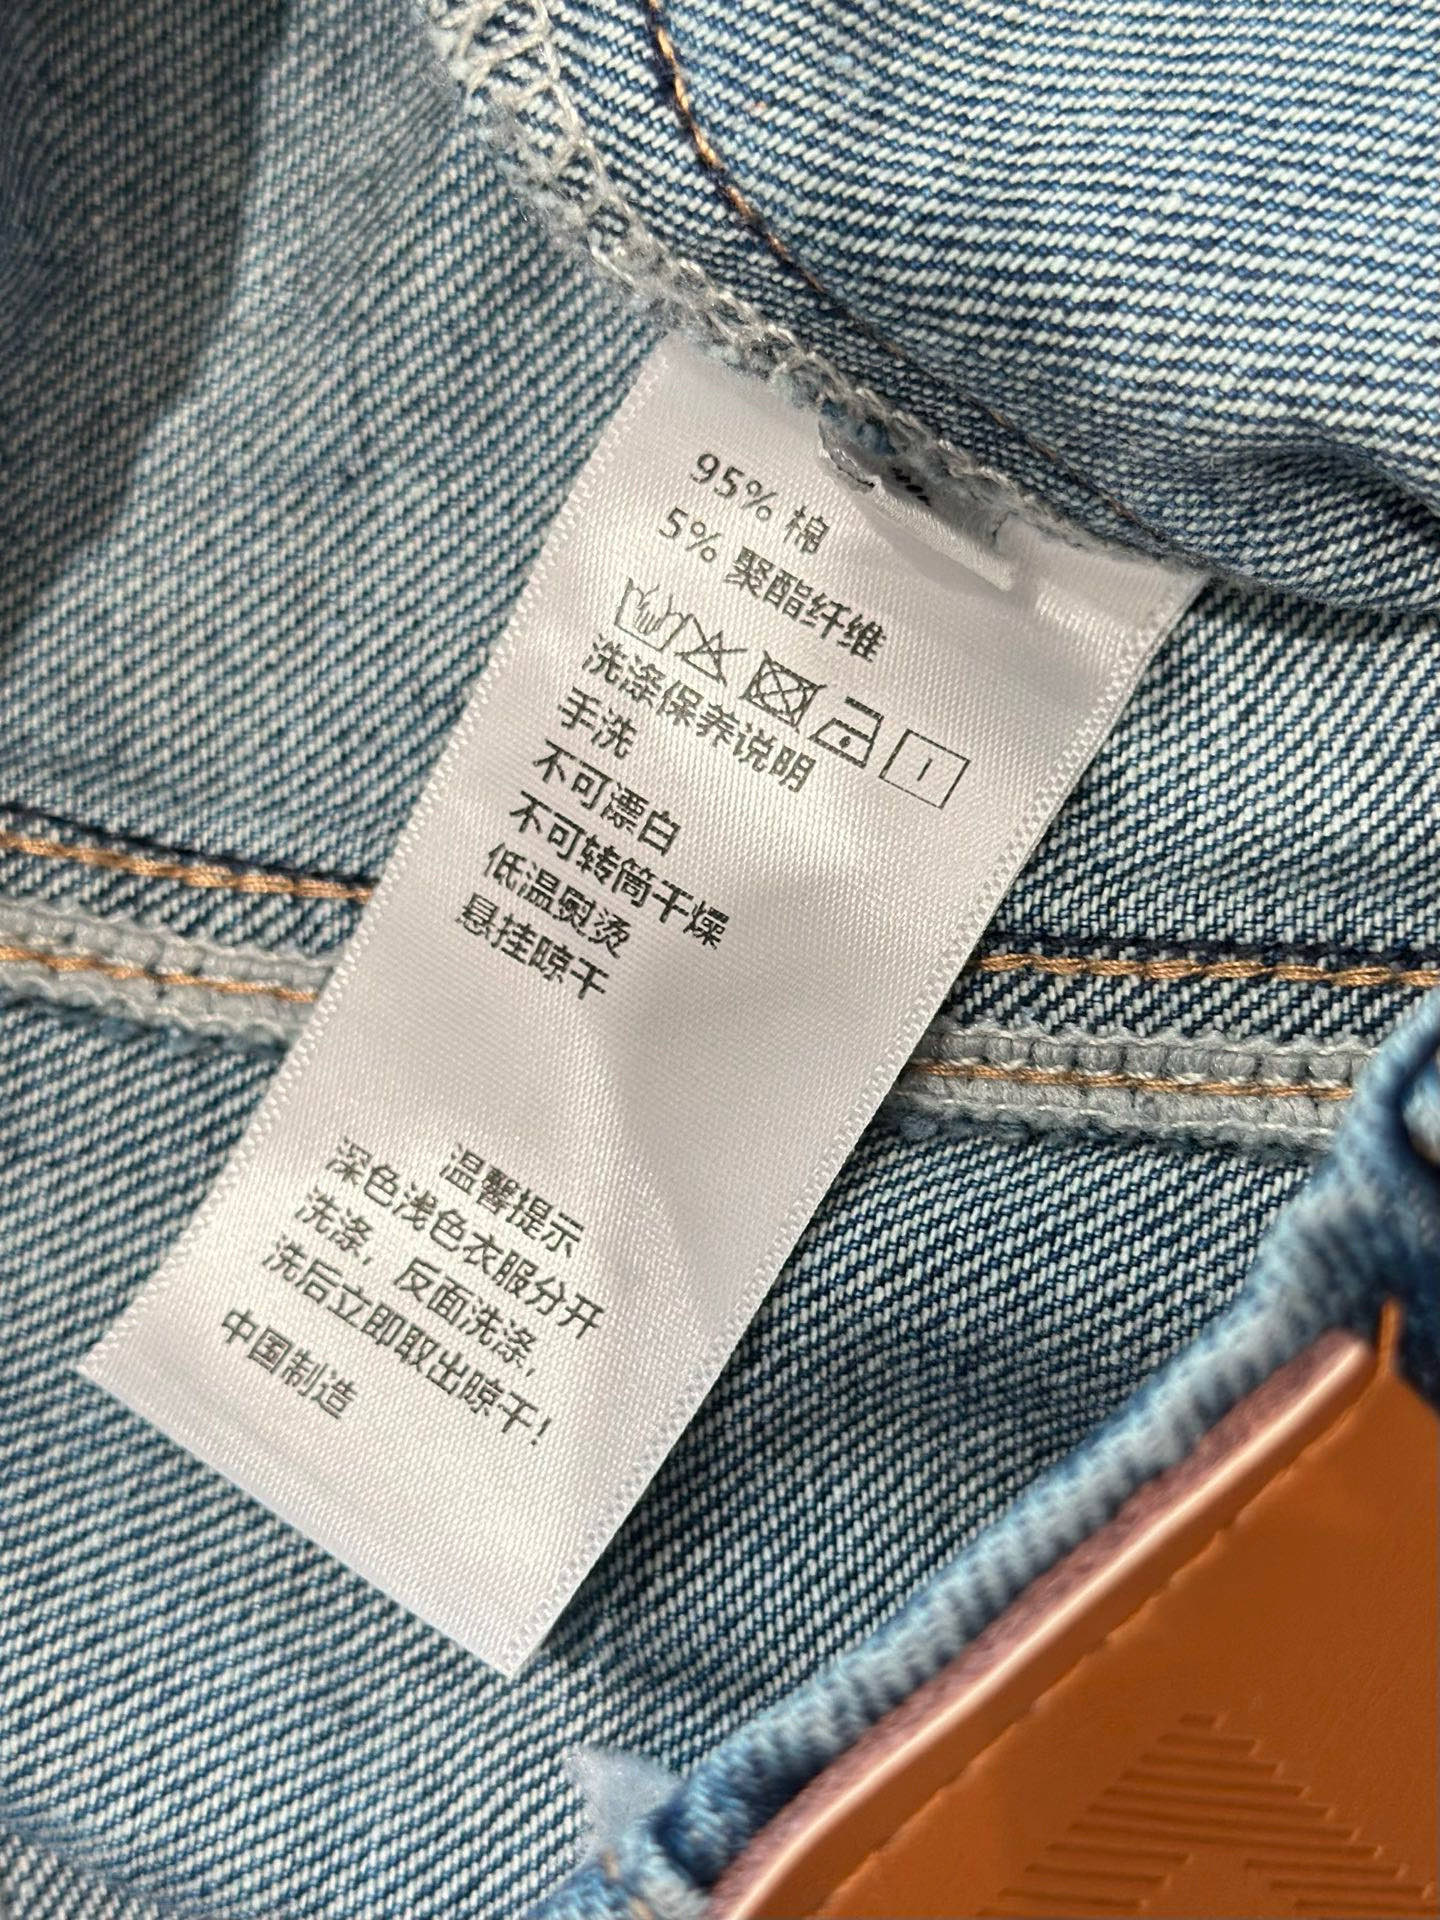 95% 棉
5% 聚酯纤维
洗涤保养说明
手洗
不可漂白
不可转筒干燥
低温熨烫
悬挂晾干
温馨提示
深色浅色衣服分开
洗涤，反面洗涤，
洗后立即取出晾干！
中国制造